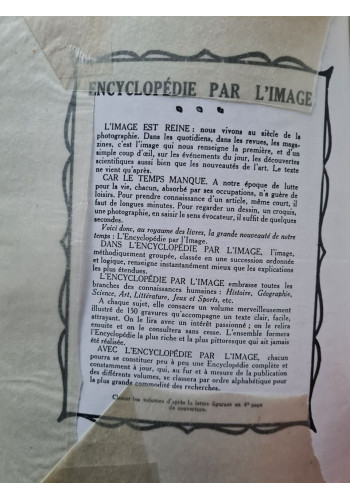 ENCYCLOPÉDIE PAR L'IMAGE
L'IMAGE EST REINE : nous vivons au siècle de la
photographie. Dans les quotidiens, dans les revues, les maga-
zines, c'est l'image qui nous renseigne la première, et d'un
simple coup d'œil, sur les événements du jour, les découvertes
scientifiques aussi bien que les nouveautés de l'art. Le texte
ne vient qu'après.
CAR LE TEMPS MANQUE. A notre époque de lutte
pour la vie, chacun, absorbé par ses occupations, n'a guère de
loisirs. Pour prendre connaissance d'un article, même court, il
faut de longues minutes. Pour regarder un dessin, un croquis,
une photographie, en saisir le sens évocateur, il suffit de quelques
secondes.
Voici donc, au royaume des livres, la grande nouveauté de notre
temps : L'Encyclopédie par l'Image.
DANS L'ENCYCLOPÉDIE PAR L'IMAGE, l'image,
méthodiquement groupée, classée en une succession ordonnée
et logique, renseigne instantanément mieux que les explications
les plus étendues.
L'ENCYCLOPÉDIE PAR L'IMAGE embrasse toutes les
branches des connaissances humaines : Histoire, Géographie,
Science, Art, Littérature, Jeux et Sports, etc.
A chaque sujet, elle consacre un volume merveilleusement
illustré de 150 gravures qu'accompagne un texte clair, facile,
attrayant. On le lira avec un intérêt passionné ; on le relira
ensuite et on le consultera sans cesse. L'ensemble formera
l'Encyclopédie la plus riche et la plus pittoresque qui ait jamais
été réalisée.
AVEC L'ENCYCLOPÉDIE PAR L'IMAGE, chacun
pourra se constituer peu à peu une Encyclopédie complète et
constamment à jour, qui, au fur et à mesure de la publication
des différents volumes, se classera par ordre alphabétique pour
la plus grande commodité des recherches.
Classer les volumes d'après la lettre figurant en 4e page
de couverture.